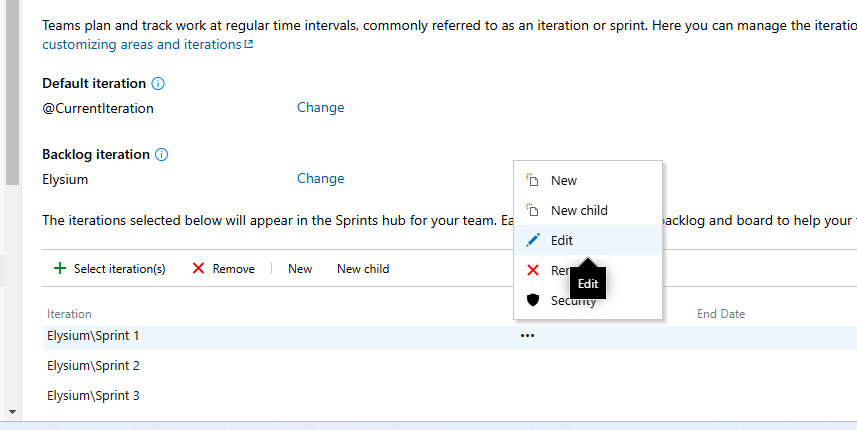 Teams plan and track work at regular time intervals, commonly referred to as an iteration or sprint. Here you can manage the iteratio
customizing areas and iterations
Default iteration
@CurrentIteration Change
Backlog iteration
Elysium Change
The iterations selected below will appear in the Sprints hub for your team. Ea backlog and board to help your
New
New child
Edit
Rem
Edit
Security
Select iteration(s) Remove New New child
Iteration End Date
Elysium\Sprint 1 •••
Elysium\Sprint 2
Elysium\Sprint 3